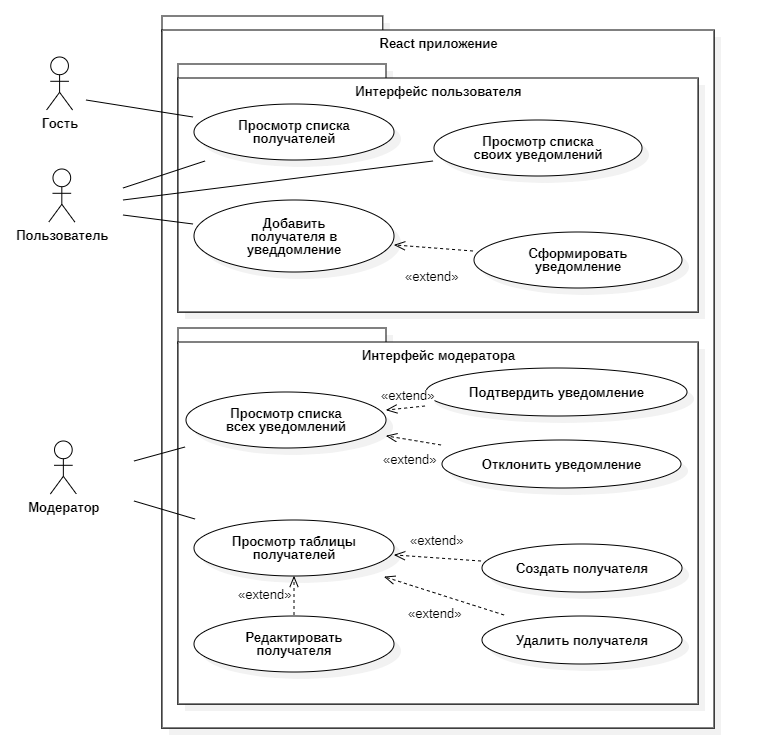 React приложение
Интерфейс пользователя
Гость
Просмотр списка
получателей
Просмотр списка
своих уведомлений
Пользователь
Добавить
получателя в
уведдомление
Сформировать
уведомление
«extend»
Интерфейс модератора
«extend»
Подтвердить уведомление
Просмотр списка
всех уведомлений
«extend»
Отклонить уведомление
Модератор
Просмотр таблицы
получателей
«extend»
Создать получателя
«extend»
«extend»
Редактировать
получателя
Удалить получателя